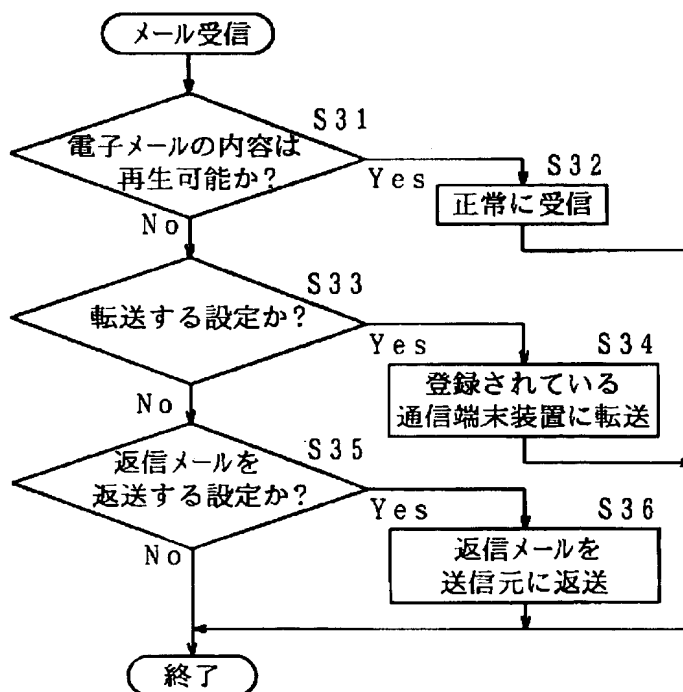 メール受信
S31
電子メールの内容は
再生可能か?
Yes
No
S32
正常に受信
S33
転送する設定か?
Yes
No
S34
登録されている
通信端末装置に転送
S35
返信メールを
返送する設定か?
Yes
No
S36
返信メールを
送信元に返送
終了